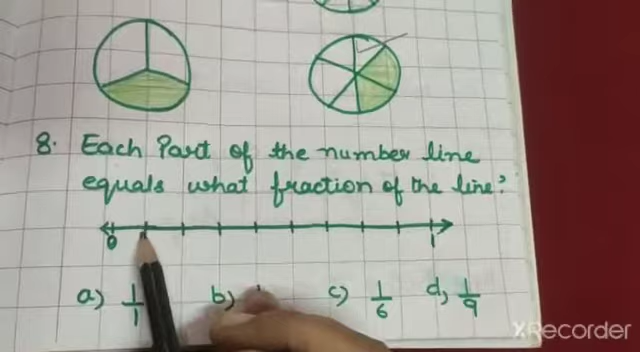 8. Each Part of the number line
equals what fraction of the line?
0 1
a) 1/1 b) c) 1/6 d) 1/9
XRecorder